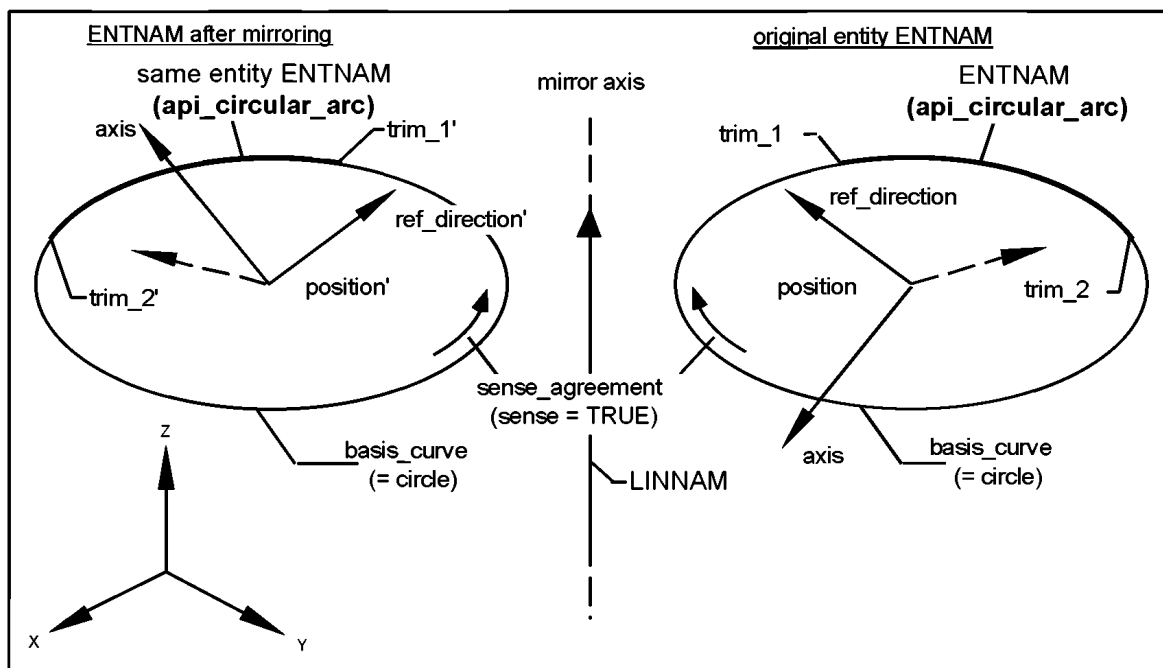 ENTNAM after mirroring
same entity ENTNAM
(api_circular_arc)
axis
trim_1'
ref_direction'
position'
trim_2'
basis_curve
(= circle)
mirror axis
sense_agreement
(sense = TRUE)
LINNAM
original entity ENTNAM
ENTNAM
(api_circular_arc)
trim_1
ref_direction
position
trim_2
axis
basis_curve
(= circle)
Z
X
Y